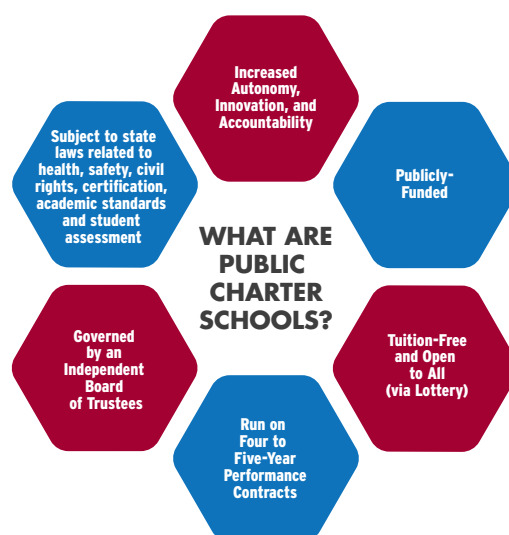 Increased
Autonomy,
Innovation, and
Accountability
Publicly-
Funded
Tuition-Free
and Open
to All
(via Lottery)
Run on
Four to
Five-Year
Performance
Contracts
Governed
by an
Independent
Board
of Trustees
Subject to state
laws related to
health, safety, civil
rights, certification,
academic standards
and student
assessment
WHAT ARE
PUBLIC
CHARTER
SCHOOLS?